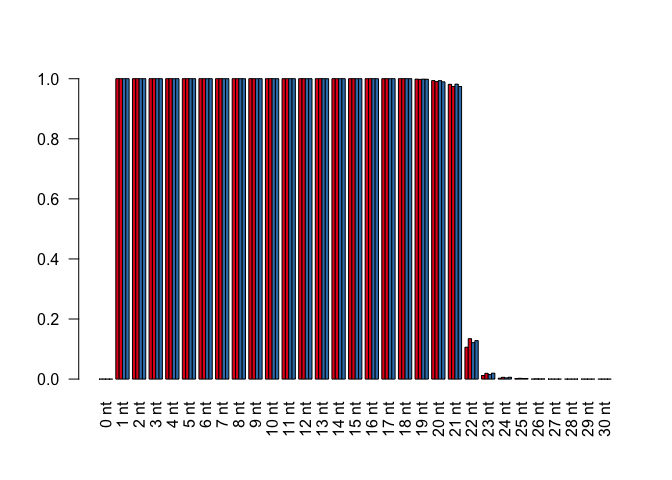 1.0
0.8
0.6
0.4
0.2
0.0
0 nt
1 nt
2 nt
3 nt
4 nt
5 nt
6 nt
7 nt
8 nt
9 nt
10 nt
11 nt
12 nt
13 nt
14 nt
15 nt
16 nt
17 nt
18 nt
19 nt
20 nt
21 nt
22 nt
23 nt
24 nt
25 nt
26 nt
27 nt
28 nt
29 nt
30 nt